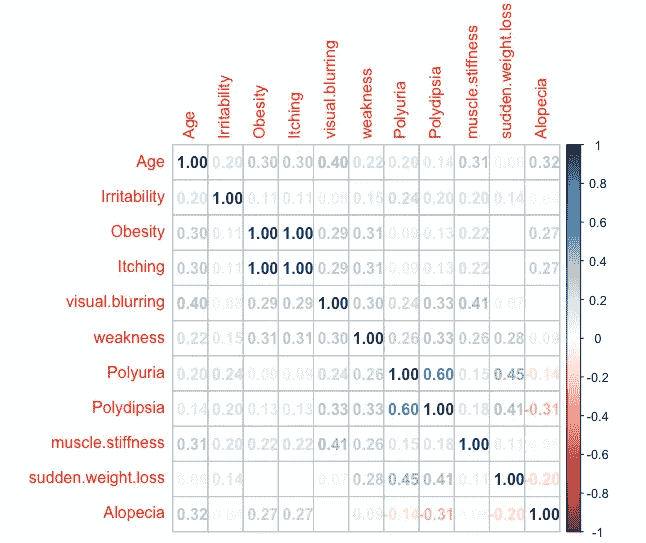 Age Irritability Obesity Itching visual.blurring weakness Polyuria Polydipsia muscle.stiffness sudden.weight.loss Alopecia
Age 1.00 0.20 0.30 0.30 0.40 0.22 0.20 0.14 0.31 0.32
Irritability 0.20 1.00 0.11 0.11 0.15 0.24 0.20 0.20 0.14
Obesity 0.30 0.11 1.00 1.00 0.29 0.31 0.09 0.13 0.22 0.27
Itching 0.30 0.11 1.00 1.00 0.29 0.31 0.09 0.13 0.22 0.27
visual.blurring 0.40 0.29 0.29 1.00 0.30 0.24 0.33 0.41 0.07
weakness 0.22 0.15 0.31 0.31 0.30 1.00 0.26 0.33 0.26 0.28 0.09
Polyuria 0.20 0.24 0.09 0.09 0.24 0.26 1.00 0.60 0.15 0.45 -0.14
Polydipsia 0.14 0.20 0.13 0.13 0.33 0.33 0.60 1.00 0.18 0.41 -0.31
muscle.stiffness 0.31 0.20 0.22 0.22 0.41 0.26 0.15 0.18 1.00 0.11
sudden.weight.loss 0.14 0.07 0.28 0.45 0.41 0.11 1.00 -0.20
Alopecia 0.32 0.27 0.27 0.09 -0.14 -0.31 -0.20 1.00
1
0.8
0.6
0.4
0.2
0
-0.2
-0.4
-0.6
-0.8
-1